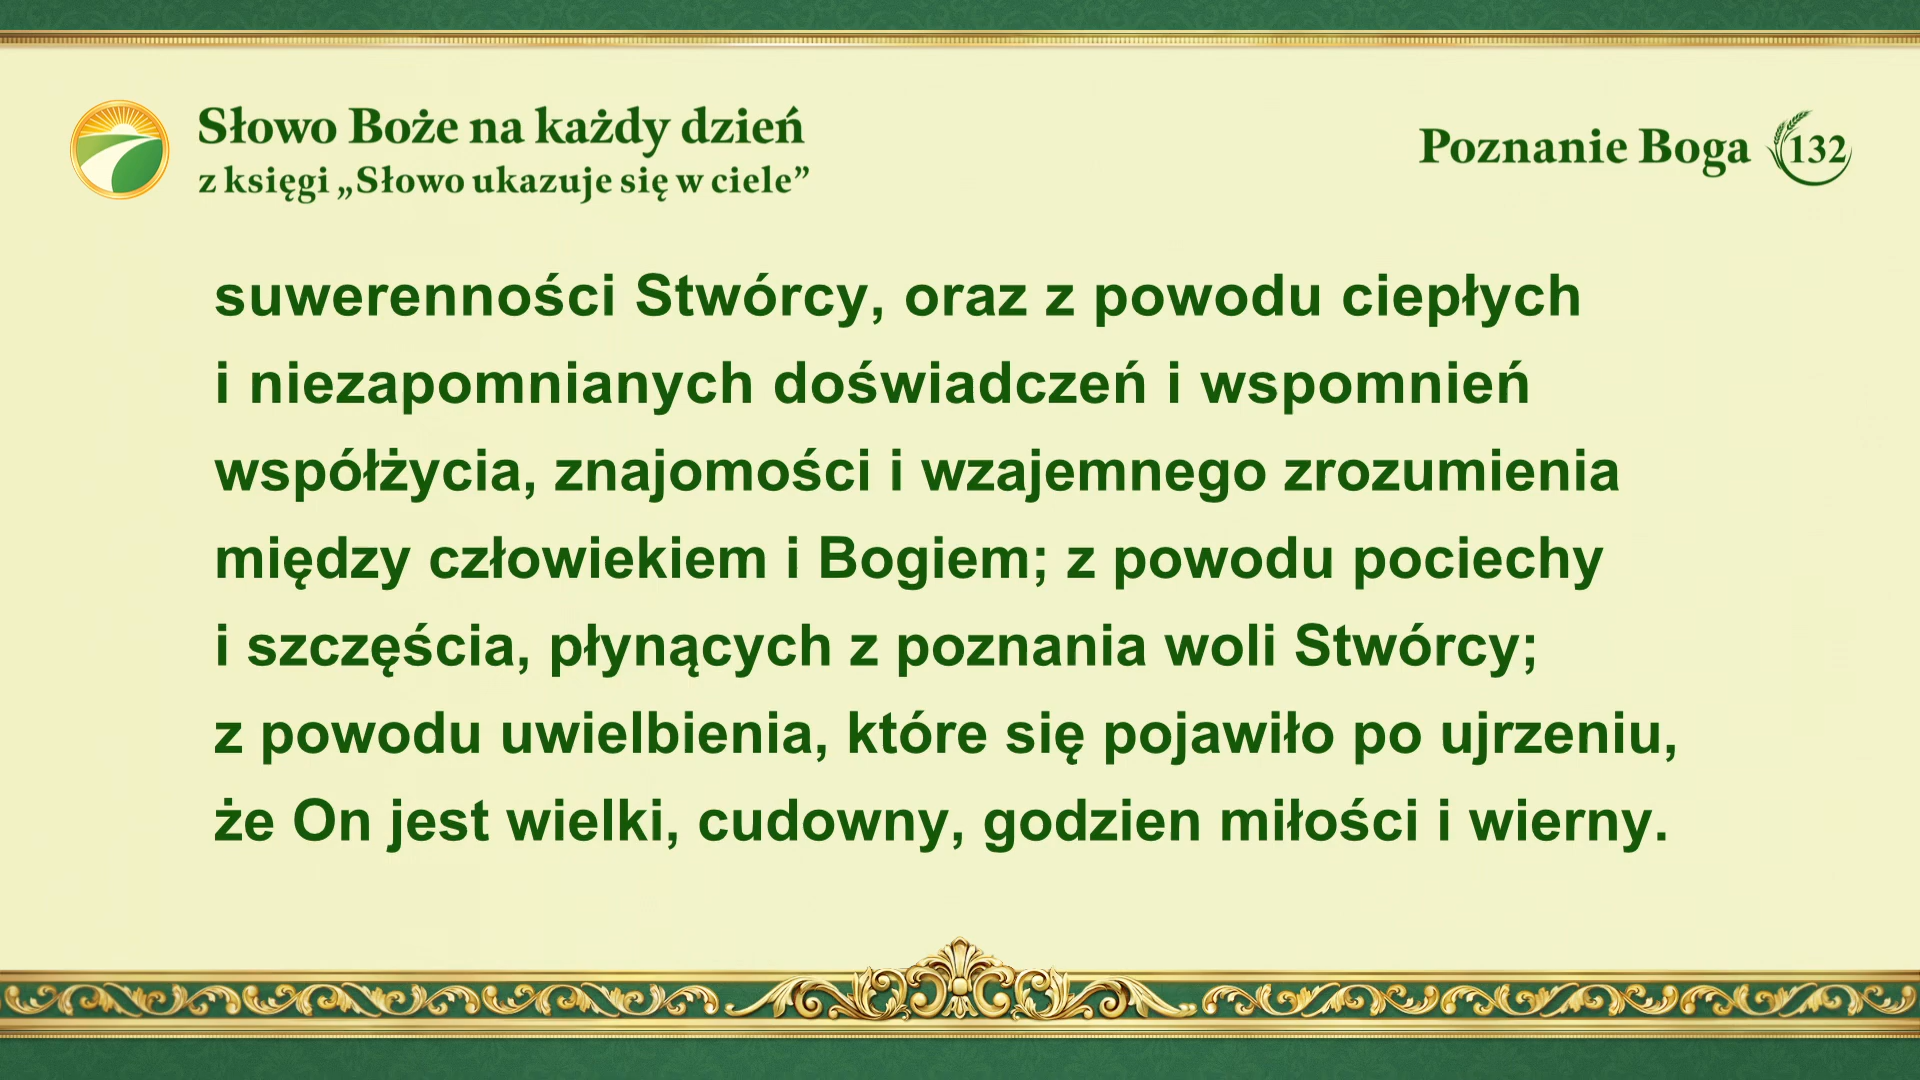 Słowo Boże na każdy dzień
z księgi „Słowo ukazuje się w ciele”
Poznanie Boga 132
suwerenności Stwórcy, oraz z powodu ciepłych
i niezapomnianych doświadczeń i wspomnień
współżycia, znajomości i wzajemnego zrozumienia
między człowiekiem i Bogiem; z powodu pociechy
i szczęścia, płynących z poznania woli Stwórcy;
z powodu uwielbienia, które się pojawiło po ujrzeniu,
że On jest wielki, cudowny, godzien miłości i wierny.